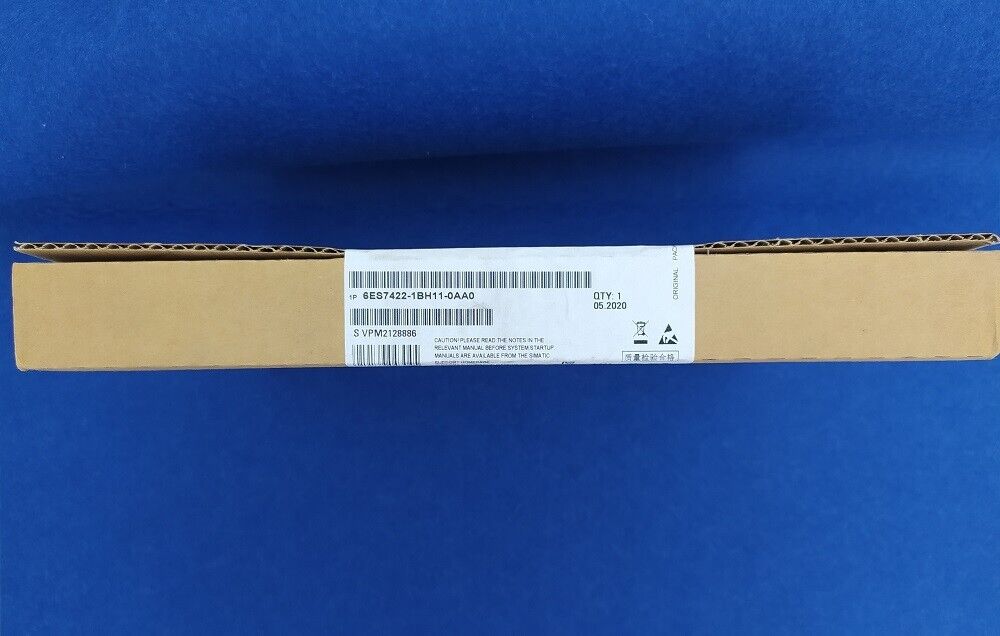 1P 6ES7422-1BH11-0AA0
QTY: 1
05.2020
S VPM2128886
CAUTION! PLEASE READ THE NOTES IN THE
RELEVANT MANUAL BEFORE SYSTEM STARTUP.
MANUALS ARE AVAILABLE FROM THE SIMATIC
质量检验合格
ORIGINAL